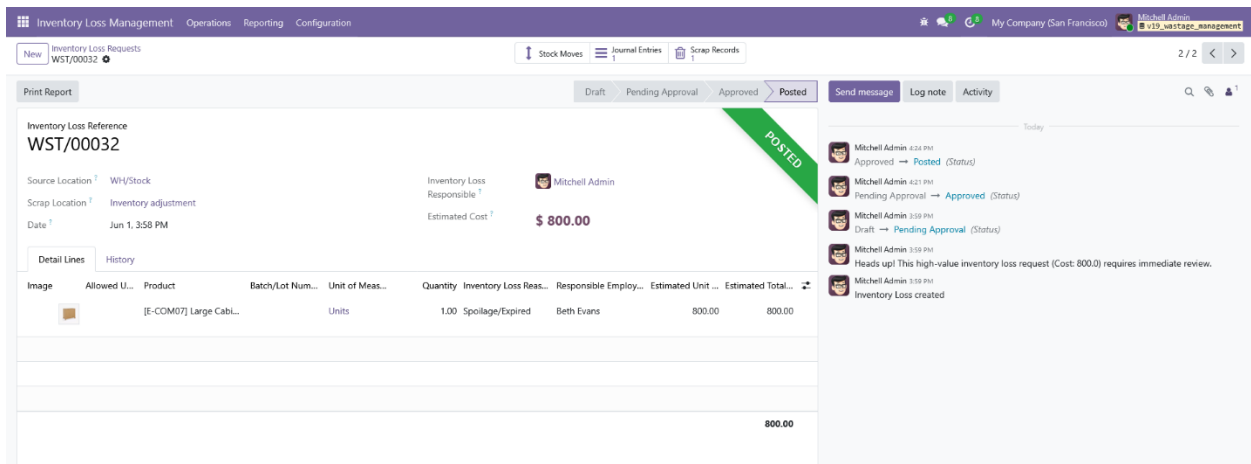 Inventory Loss Management Operations Reporting Configuration
My Company (San Francisco) Mitchell Admin
v19_wastage_management
New Inventory Loss Requests
WST/00032
Stock Moves Journal Entries 1 Scrap Records 1
2 / 2
Print Report
Draft Pending Approval Approved Posted
Send message Log note Activity
1
Inventory Loss Reference
WST/00032
POSTED
Source Location ? WH/Stock
Scrap Location ? Inventory adjustment
Date ? Jun 1, 3:58 PM
Inventory Loss Responsible ? Mitchell Admin
Estimated Cost ? $ 800.00
Detail Lines History
Image Allowed U... Product Batch/Lot Num... Unit of Meas... Quantity Inventory Loss Reas... Responsible Employ... Estimated Unit ... Estimated Total...
[E-COM07] Large Cabi... Units 1.00 Spoilage/Expired Beth Evans 800.00 800.00
800.00
Today
Mitchell Admin 4:24 PM
Approved → Posted (Status)
Mitchell Admin 4:21 PM
Pending Approval → Approved (Status)
Mitchell Admin 3:59 PM
Draft → Pending Approval (Status)
Mitchell Admin 3:59 PM
Heads up! This high-value inventory loss request (Cost: 800.0) requires immediate review.
Mitchell Admin 3:59 PM
Inventory Loss created